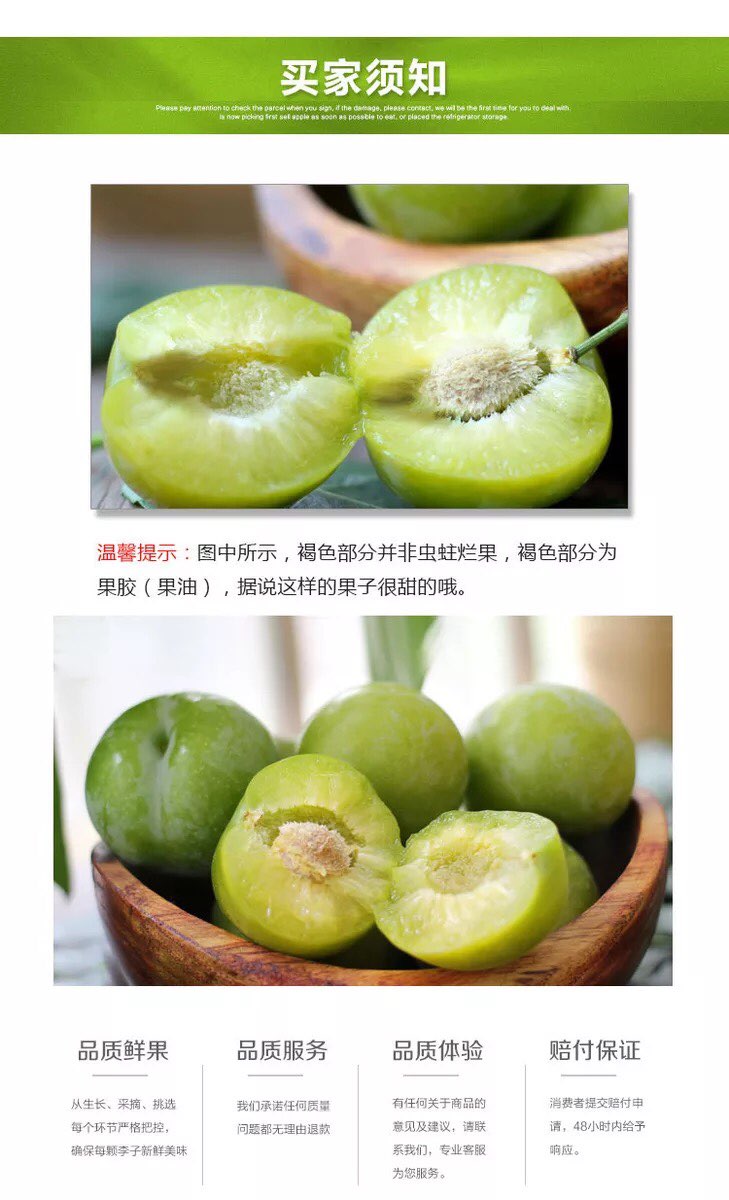 买家须知
Please pay attention to check the parcel when you sign, if the damage, please contact, we will be the first time for you to deal with.
is now picking first sell apple as soon as possible to eat, or placed the refrigerator storage.
温馨提示：图中所示，褐色部分并非虫蛀烂果，褐色部分为
果胶（果油），据说这样的果子很甜的哦。
品质鲜果
从生长、采摘、挑选
每个环节严格把控，
确保每颗李子新鲜美味
品质服务
我们承诺任何质量
问题都无理由退款
品质体验
有任何关于商品的
意见及建议，请联
系我们，专业客服
为您服务。
赔付保证
消费者提交赔付申
请，48小时内给予
响应。